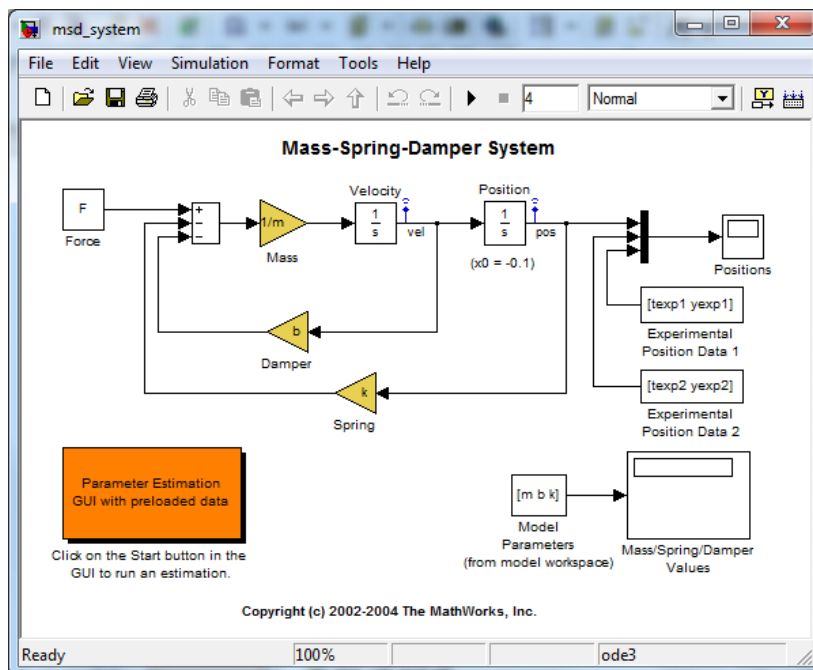 msd_system
File Edit View Simulation Format Tools Help
4 Normal
Mass-Spring-Damper System
F
Force
+
−
−
1/m
Mass
Velocity
1
s
vel
Position
1
s
pos
(x0 = -0.1)
Positions
[texp1 yexp1]
Experimental
Position Data 1
b
Damper
[texp2 yexp2]
Experimental
Position Data 2
k
Spring
Parameter Estimation
GUI with preloaded data
Click on the Start button in the
GUI to run an estimation.
[m b k]
Model
Parameters
(from model workspace)
Mass/Spring/Damper
Values
Copyright (c) 2002-2004 The MathWorks, Inc.
Ready 100% ode3